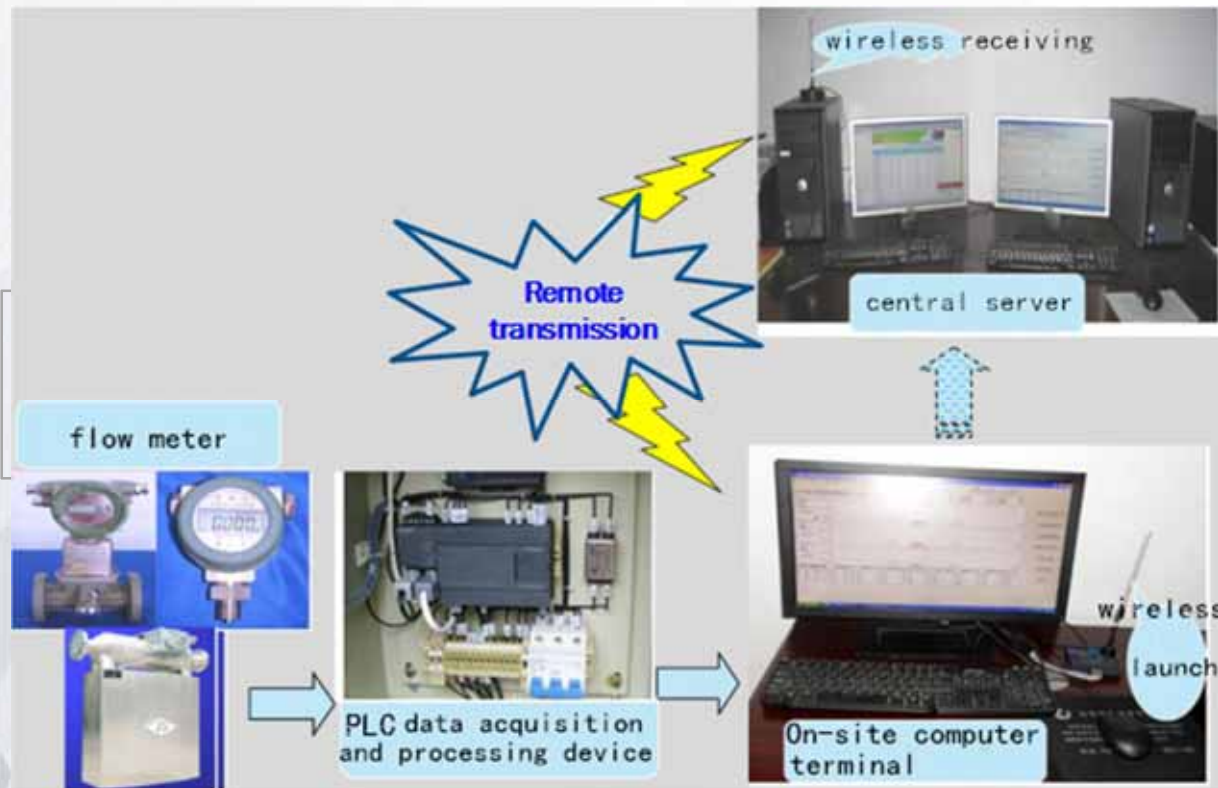 wireless receiving
central server
Remote
transmission
flow meter
PLC data acquisition
and processing device
On-site computer
terminal
wireless
launch